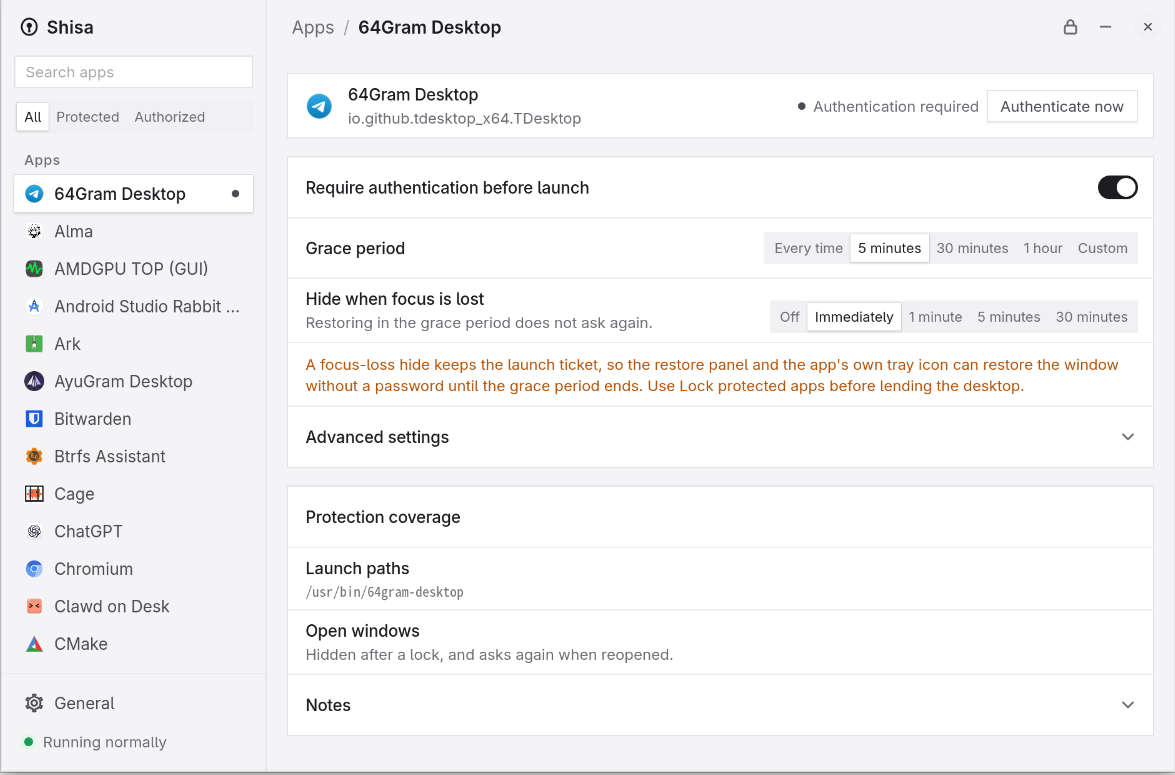 Shisa
Search apps
All Protected Authorized
Apps
64Gram Desktop
Alma
AMDGPU TOP (GUI)
Android Studio Rabbit ...
Ark
AyuGram Desktop
Bitwarden
Btrfs Assistant
Cage
ChatGPT
Chromium
Clawd on Desk
CMake
General
Running normally
Apps / 64Gram Desktop
64Gram Desktop
io.github.tdesktop_x64.TDesktop
Authentication required Authenticate now
Require authentication before launch
Grace period
Every time 5 minutes 30 minutes 1 hour Custom
Hide when focus is lost
Restoring in the grace period does not ask again.
Off Immediately 1 minute 5 minutes 30 minutes
A focus-loss hide keeps the launch ticket, so the restore panel and the app's own tray icon can restore the window
without a password until the grace period ends. Use Lock protected apps before lending the desktop.
Advanced settings
Protection coverage
Launch paths
/usr/bin/64gram-desktop
Open windows
Hidden after a lock, and asks again when reopened.
Notes